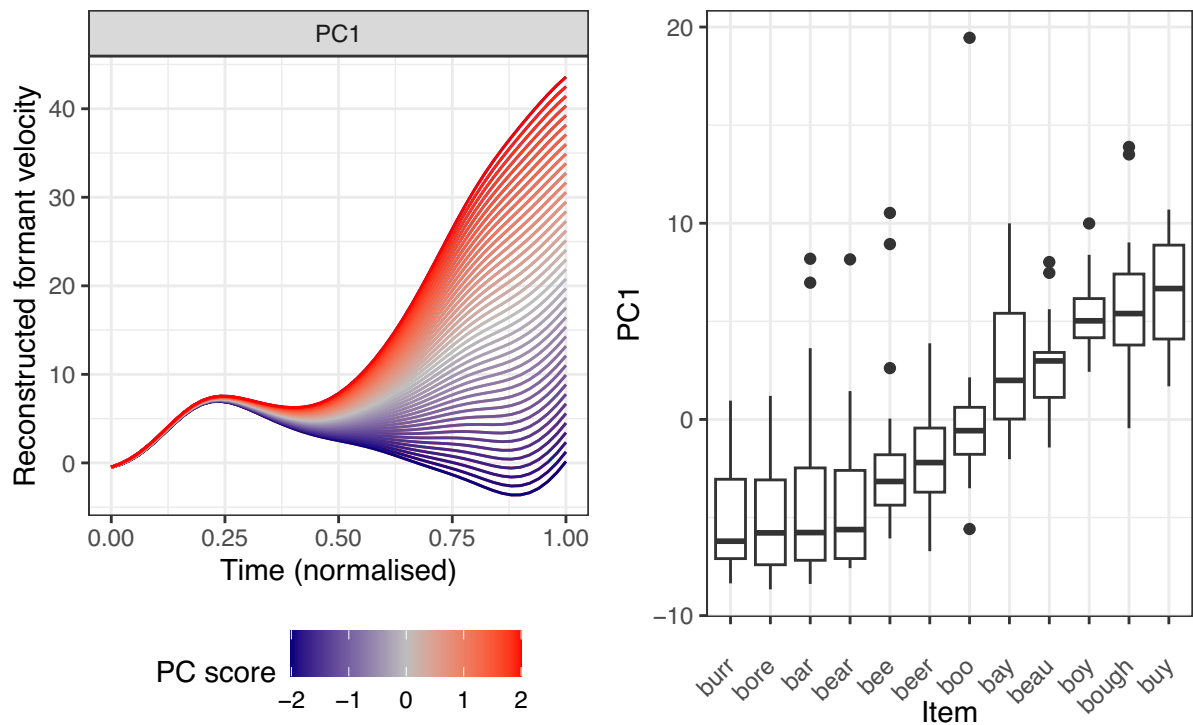 PC1
Reconstructed formant velocity
40
30
20
10
0
0.00 0.25 0.50 0.75 1.00
Time (normalised)
PC score
−2 −1 0 1 2
PC1
20
10
0
−10
burr bore bar bear bee beer boo bay beau boy bough buy
Item